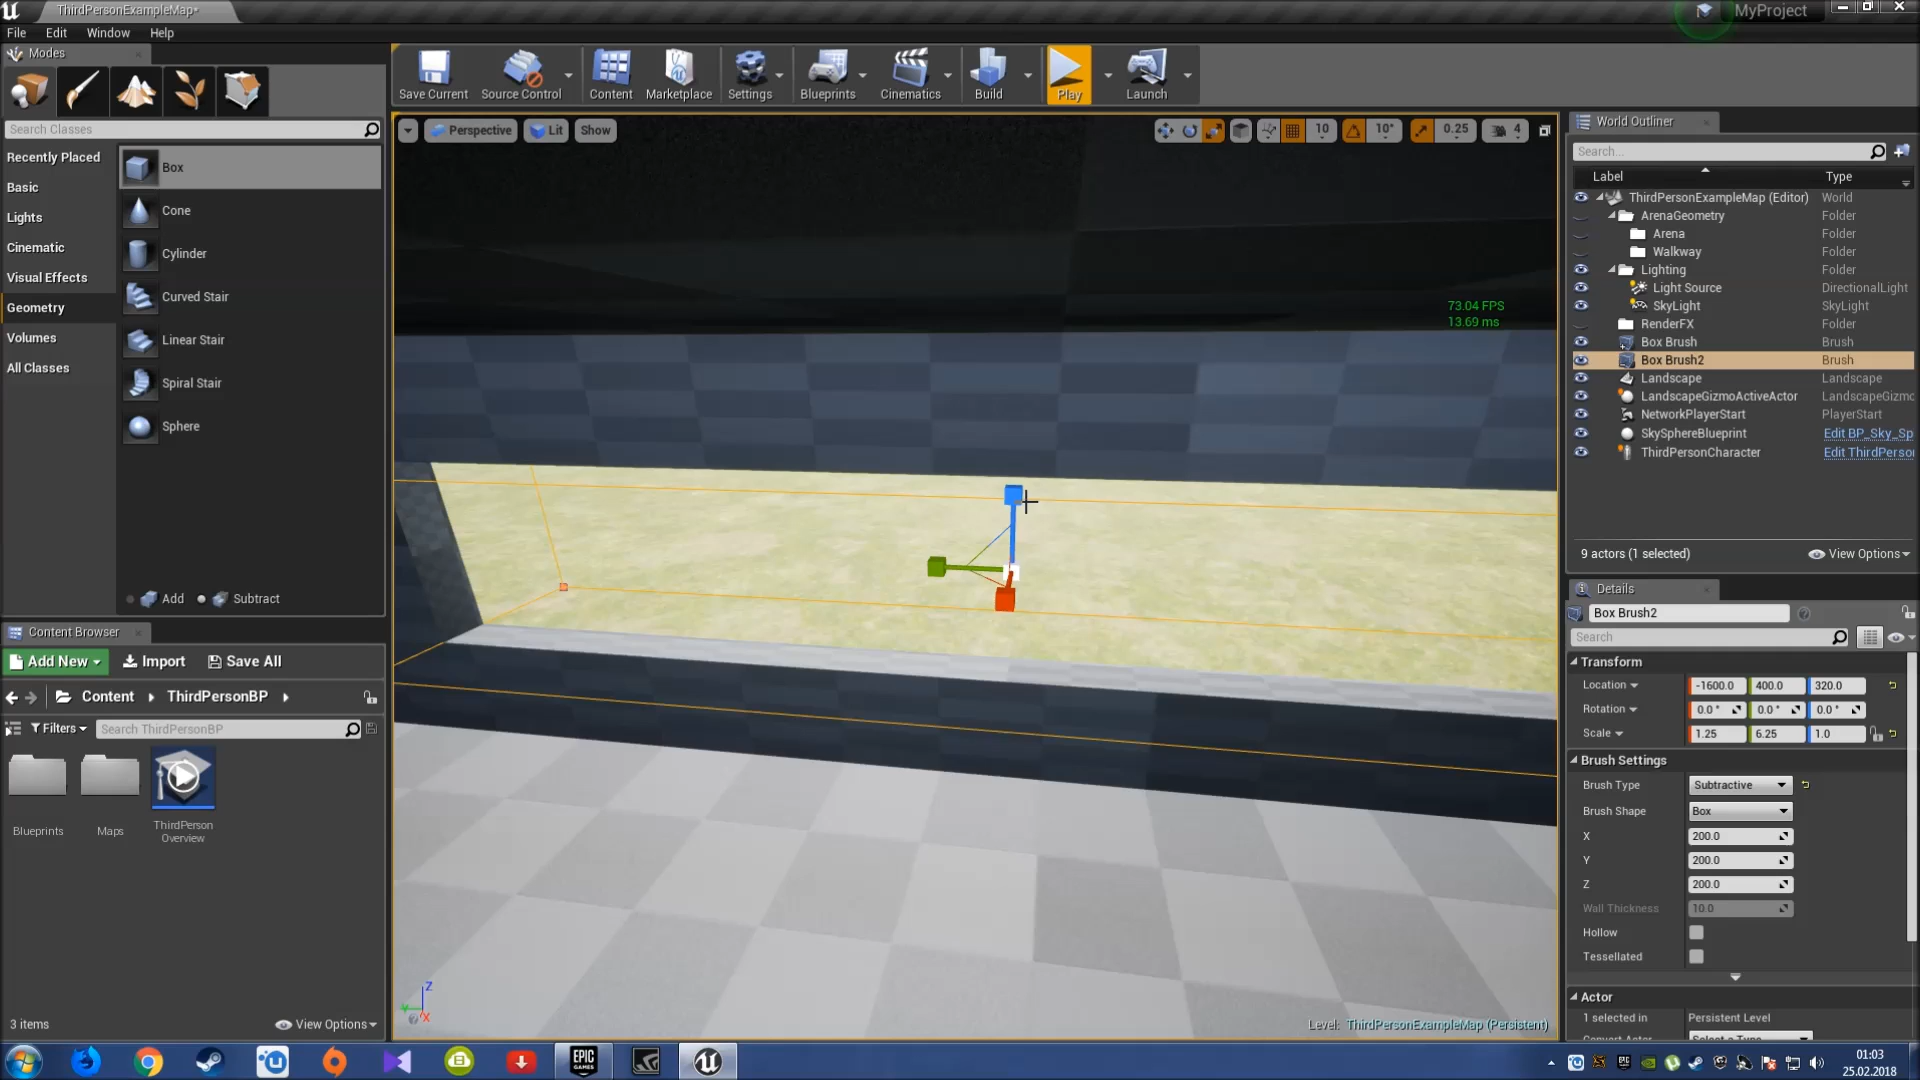 ThirdPersonExampleMap*
MyProject
File Edit Window Help
Modes
Save Current
Source Control
Content
Marketplace
Settings
Blueprints
Cinematics
Build
Play
Launch
Search Classes
Recently Placed
Basic
Lights
Cinematic
Visual Effects
Geometry
Volumes
All Classes
Box
Cone
Cylinder
Curved Stair
Linear Stair
Spiral Stair
Sphere
Add Subtract
Content Browser
Add New Import Save All
Content ThirdPersonBP
Filters Search ThirdPersonBP
Blueprints
Maps
ThirdPerson
Overview
3 items View Options
Perspective Lit Show
10 10° 0.25 4
73.04 FPS
13.69 ms
Z
Y
X
Level: ThirdPersonExampleMap (Persistent)
World Outliner
Search...
Label Type
ThirdPersonExampleMap (Editor) World
ArenaGeometry Folder
Arena Folder
Walkway Folder
Lighting Folder
Light Source DirectionalLight
SkyLight SkyLight
RenderFX Folder
Box Brush Brush
Box Brush2 Brush
Landscape Landscape
LandscapeGizmoActiveActor LandscapeGizmo
NetworkPlayerStart PlayerStart
SkySphereBlueprint Edit BP_Sky_Sp
ThirdPersonCharacter Edit ThirdPerso
9 actors (1 selected) View Options
Details
Box Brush2
Search
Transform
Location -1600.0 400.0 320.0
Rotation 0.0 ° 0.0 ° 0.0 °
Scale 1.25 6.25 1.0
Brush Settings
Brush Type Subtractive
Brush Shape Box
X 200.0
Y 200.0
Z 200.0
Wall Thickness 10.0
Hollow
Tessellated
Actor
1 selected in Persistent Level
Convert Actor Select a Type
EPIC
GAMES
01:03
25.02.2018